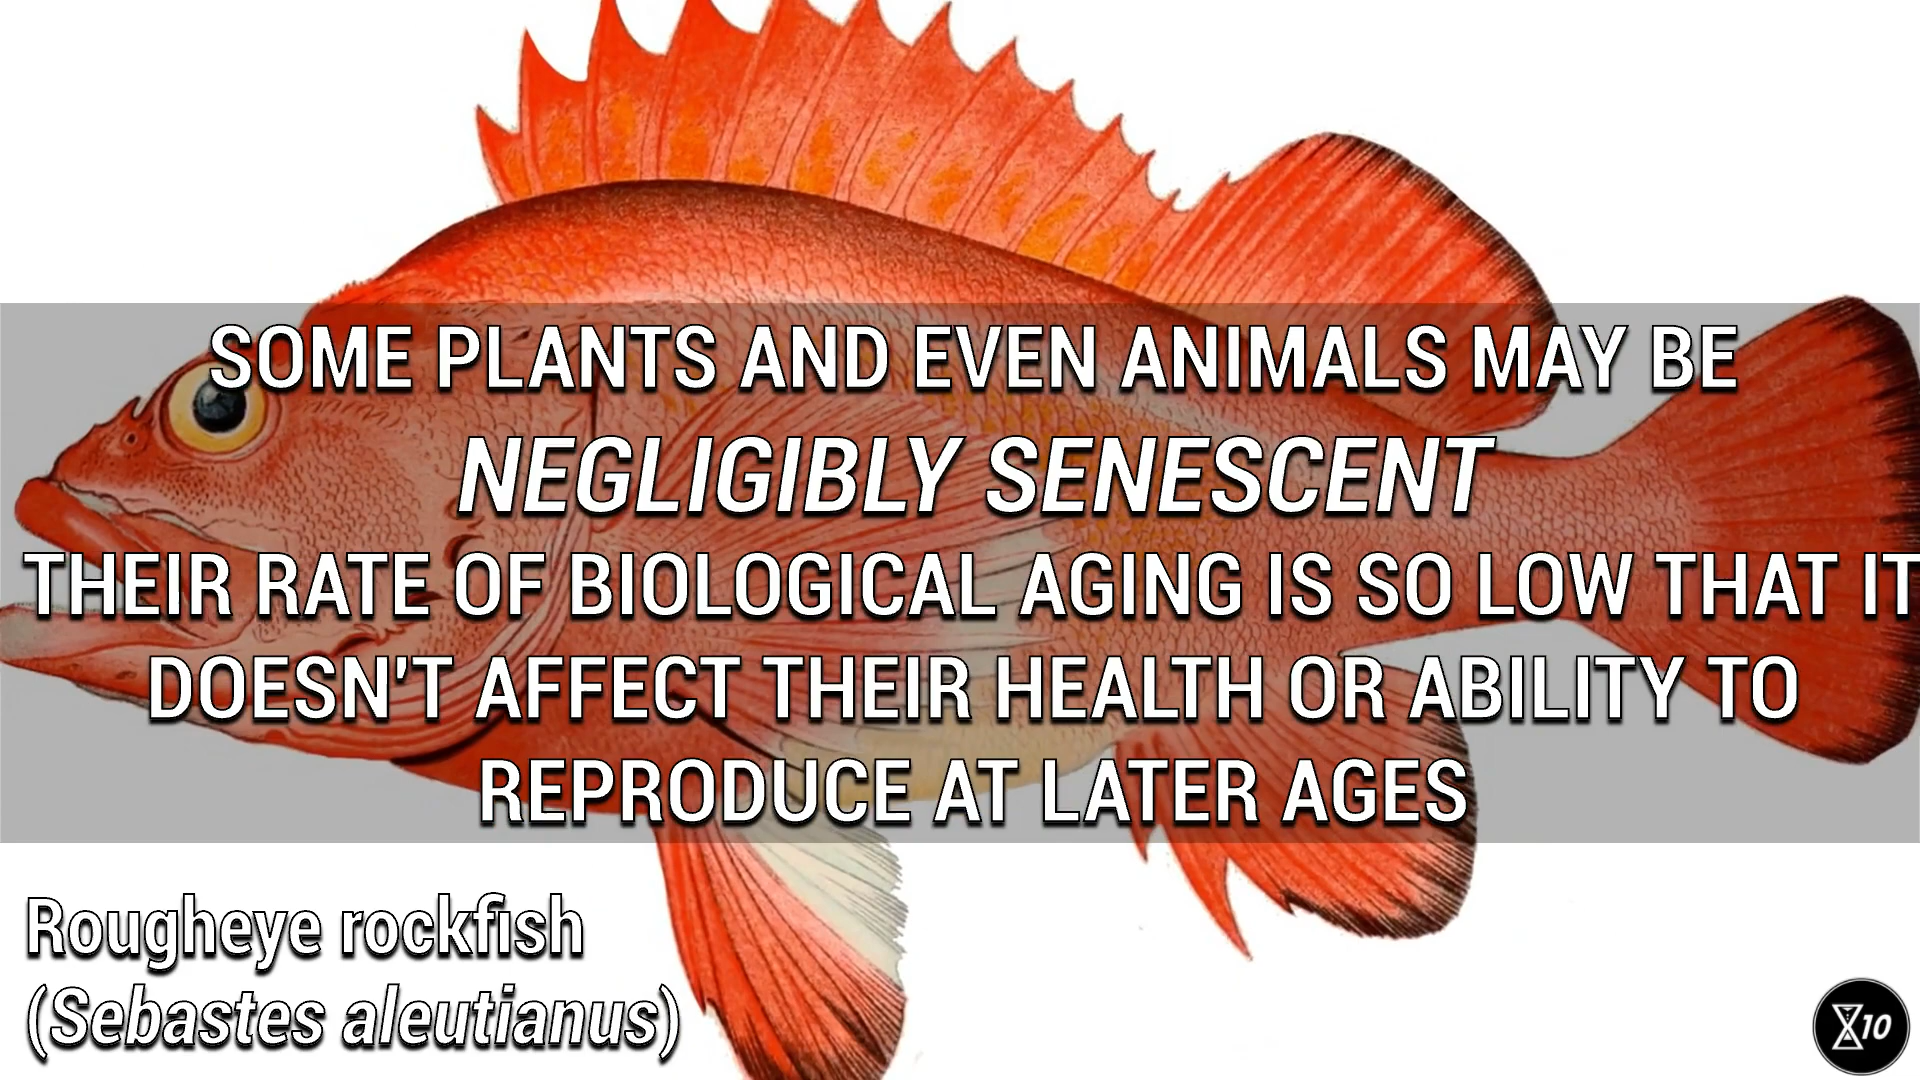 SOME PLANTS AND EVEN ANIMALS MAY BE
NEGLIGIBLY SENESCENT
THEIR RATE OF BIOLOGICAL AGING IS SO LOW THAT IT
DOESN'T AFFECT THEIR HEALTH OR ABILITY TO
REPRODUCE AT LATER AGES
Rougheye rockfish
(Sebastes aleutianus)
10